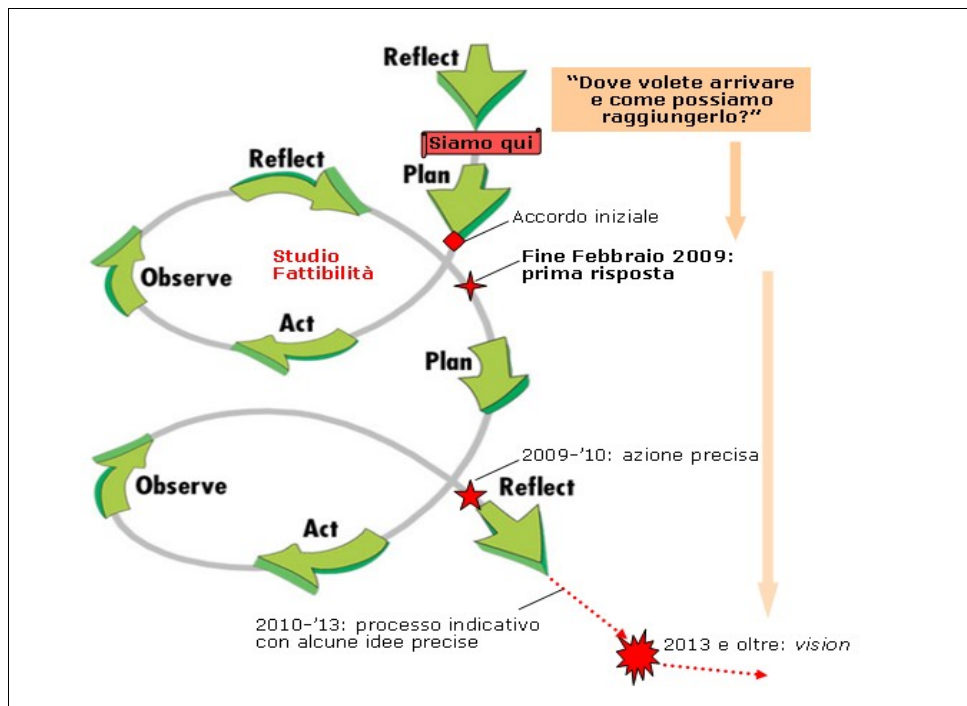 Reflect
"Dove volete arrivare
e come possiamo
raggiungerlo?"
Siamo qui
Reflect
Plan
Accordo iniziale
Studio
Fattibilità
Fine Febbraio 2009:
prima risposta
Observe
Act
Plan
2009-'10: azione precisa
Reflect
Observe
Act
2010-'13: processo indicativo
con alcune idee precise
2013 e oltre: vision